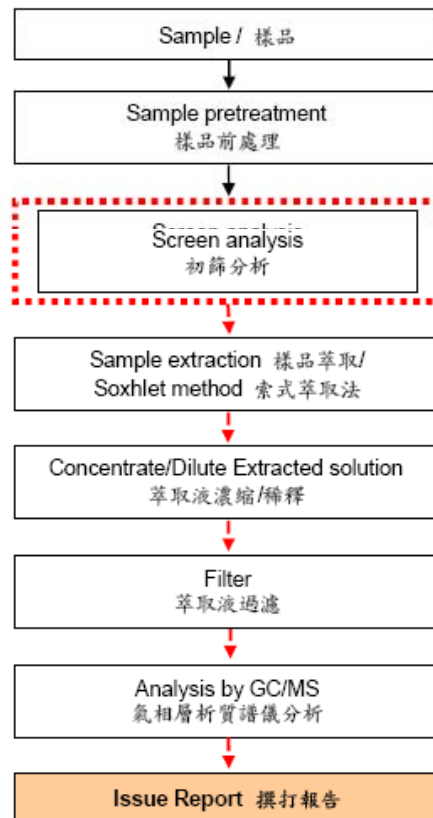 Sample / 樣品
Sample pretreatment
樣品前處理
Screen analysis
初篩分析
Sample extraction 樣品萃取/
Soxhlet method 索式萃取法
Concentrate/Dilute Extracted solution
萃取液濃縮/稀釋
Filter
萃取液過濾
Analysis by GC/MS
氣相層析質譜儀分析
Issue Report 撰打報告